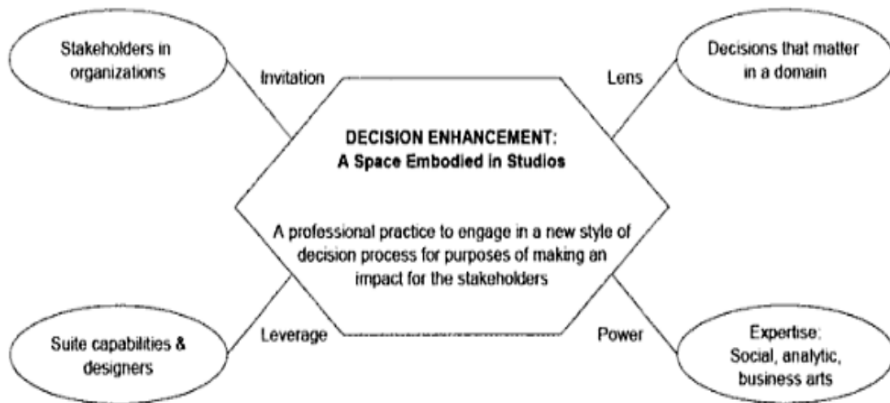 Stakeholders in
organizations
Decisions that matter
in a domain
Invitation
Lens
DECISION ENHANCEMENT:
A Space Embodied in Studios
A professional practice to engage in a new style of
decision process for purposes of making an
impact for the stakeholders
Leverage
Power
Suite capabilities &
designers
Expertise:
Social, analytic,
business arts